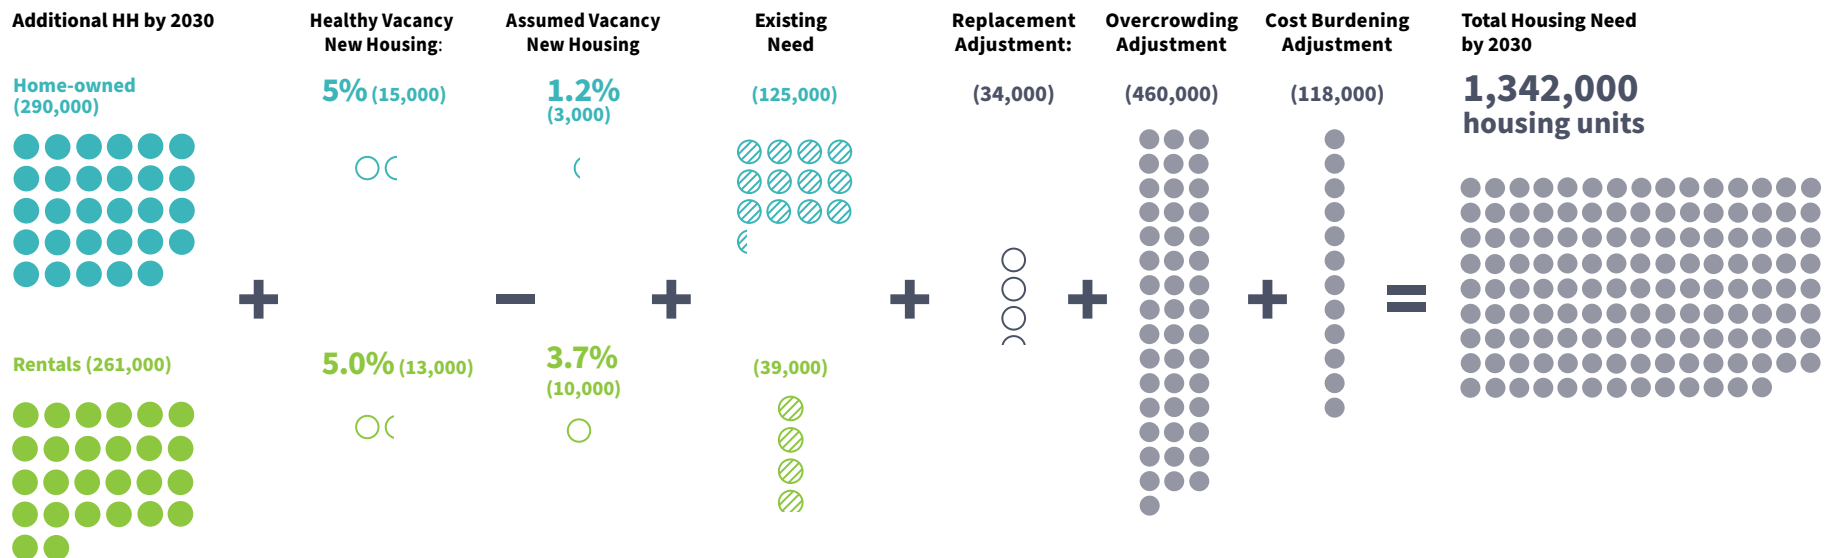 Additional HH by 2030
Healthy Vacancy
New Housing:
Assumed Vacancy
New Housing
Existing
Need
Replacement
Adjustment:
Overcrowding
Adjustment
Cost Burdening
Adjustment
Total Housing Need
by 2030
Home-owned
(290,000)
5% (15,000)
1.2%
(3,000)
(125,000)
(34,000)
(460,000)
(118,000)
1,342,000
housing units
+
−
+
+
+
+
=
Rentals (261,000)
5.0% (13,000)
3.7%
(10,000)
(39,000)